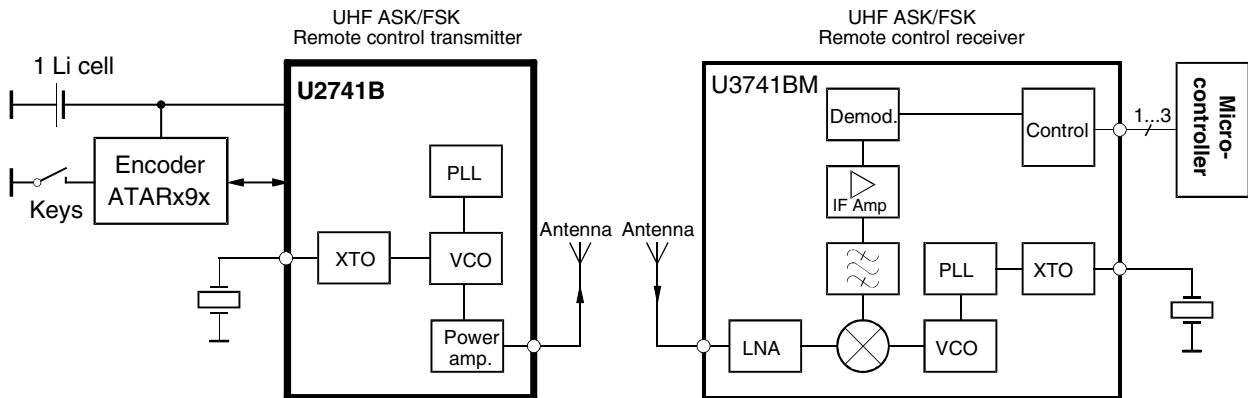 UHF ASK/FSK
Remote control transmitter
1 Li cell
U2741B
Encoder
ATARx9x
Keys
PLL
XTO
VCO
Power
amp.
Antenna
UHF ASK/FSK
Remote control receiver
U3741BM
Demod.
Control
1...3
Micro-
controller
IF Amp
Antenna
PLL
XTO
LNA
VCO